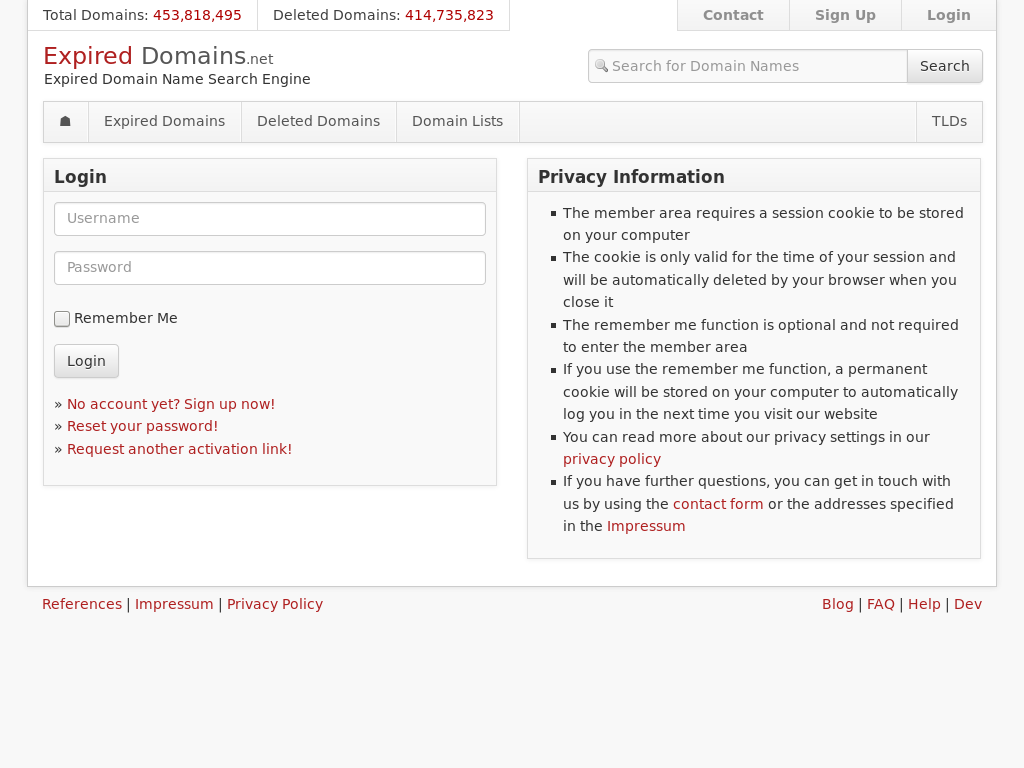 Total Domains: 453,818,495 Deleted Domains: 414,735,823 Contact Sign Up Login
Expired Domains.net
Expired Domain Name Search Engine
Search for Domain Names Search
Expired Domains Deleted Domains Domain Lists TLDs
Login
Username
Password
Remember Me
Login
» No account yet? Sign up now!
» Reset your password!
» Request another activation link!
Privacy Information
The member area requires a session cookie to be stored
on your computer
The cookie is only valid for the time of your session and
will be automatically deleted by your browser when you
close it
The remember me function is optional and not required
to enter the member area
If you use the remember me function, a permanent
cookie will be stored on your computer to automatically
log you in the next time you visit our website
You can read more about our privacy settings in our
privacy policy
If you have further questions, you can get in touch with
us by using the contact form or the addresses specified
in the Impressum
References | Impressum | Privacy Policy
Blog | FAQ | Help | Dev